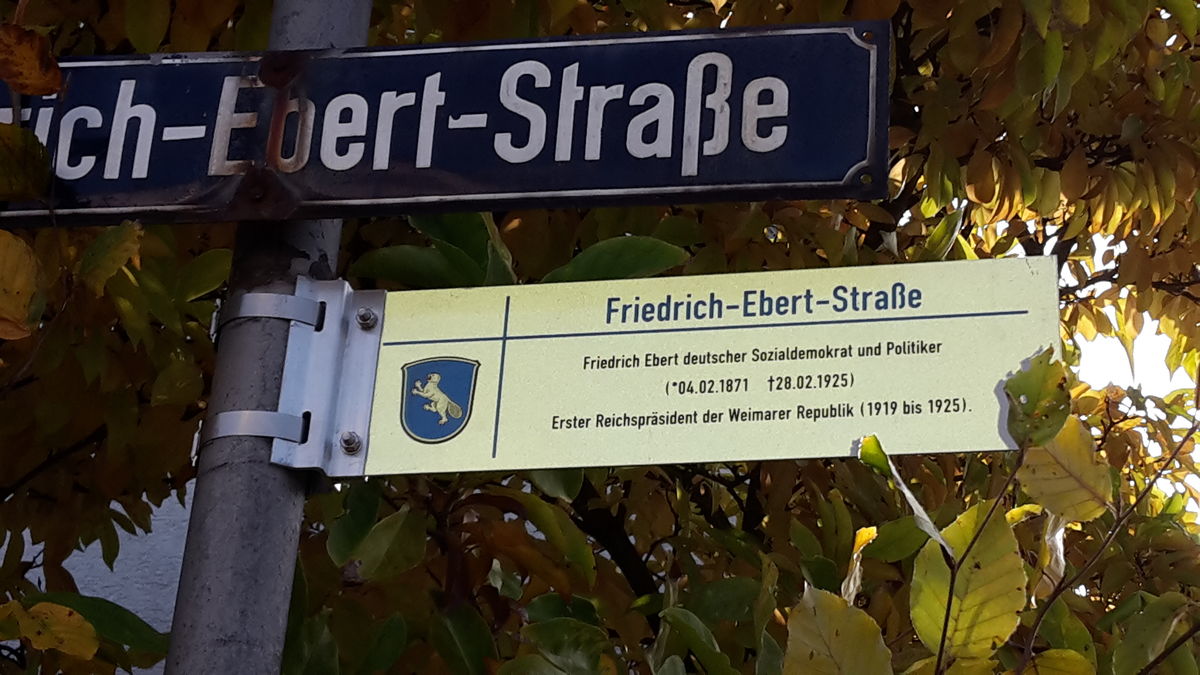 rich-Ebert-Straße
Friedrich-Ebert-Straße
Friedrich Ebert deutscher Sozialdemokrat und Politiker
(*04.02.1871 †28.02.1925)
Erster Reichspräsident der Weimarer Republik (1919 bis 1925).